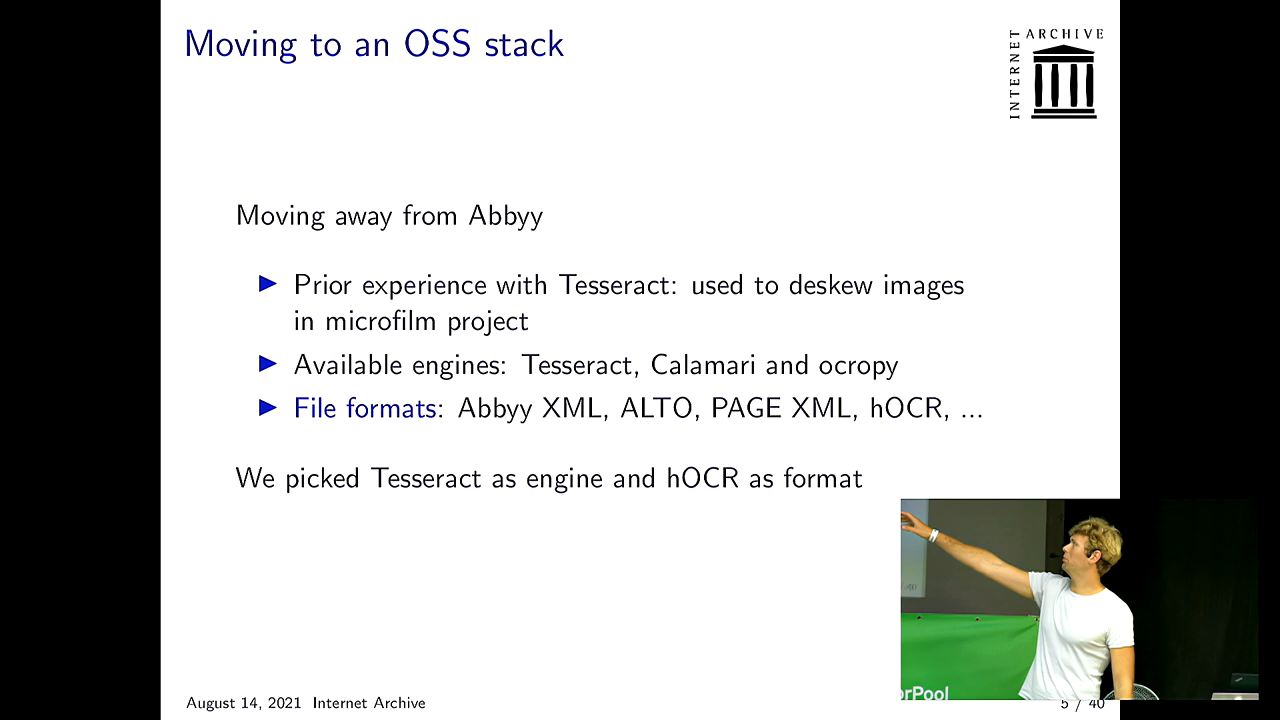 Moving to an OSS stack
INTERNET ARCHIVE
Moving away from Abbyy
Prior experience with Tesseract: used to deskew images
in microfilm project
Available engines: Tesseract, Calamari and ocropy
File formats: Abbyy XML, ALTO, PAGE XML, hOCR, ...
We picked Tesseract as engine and hOCR as format
orPool
August 14, 2021 Internet Archive
5 / 40